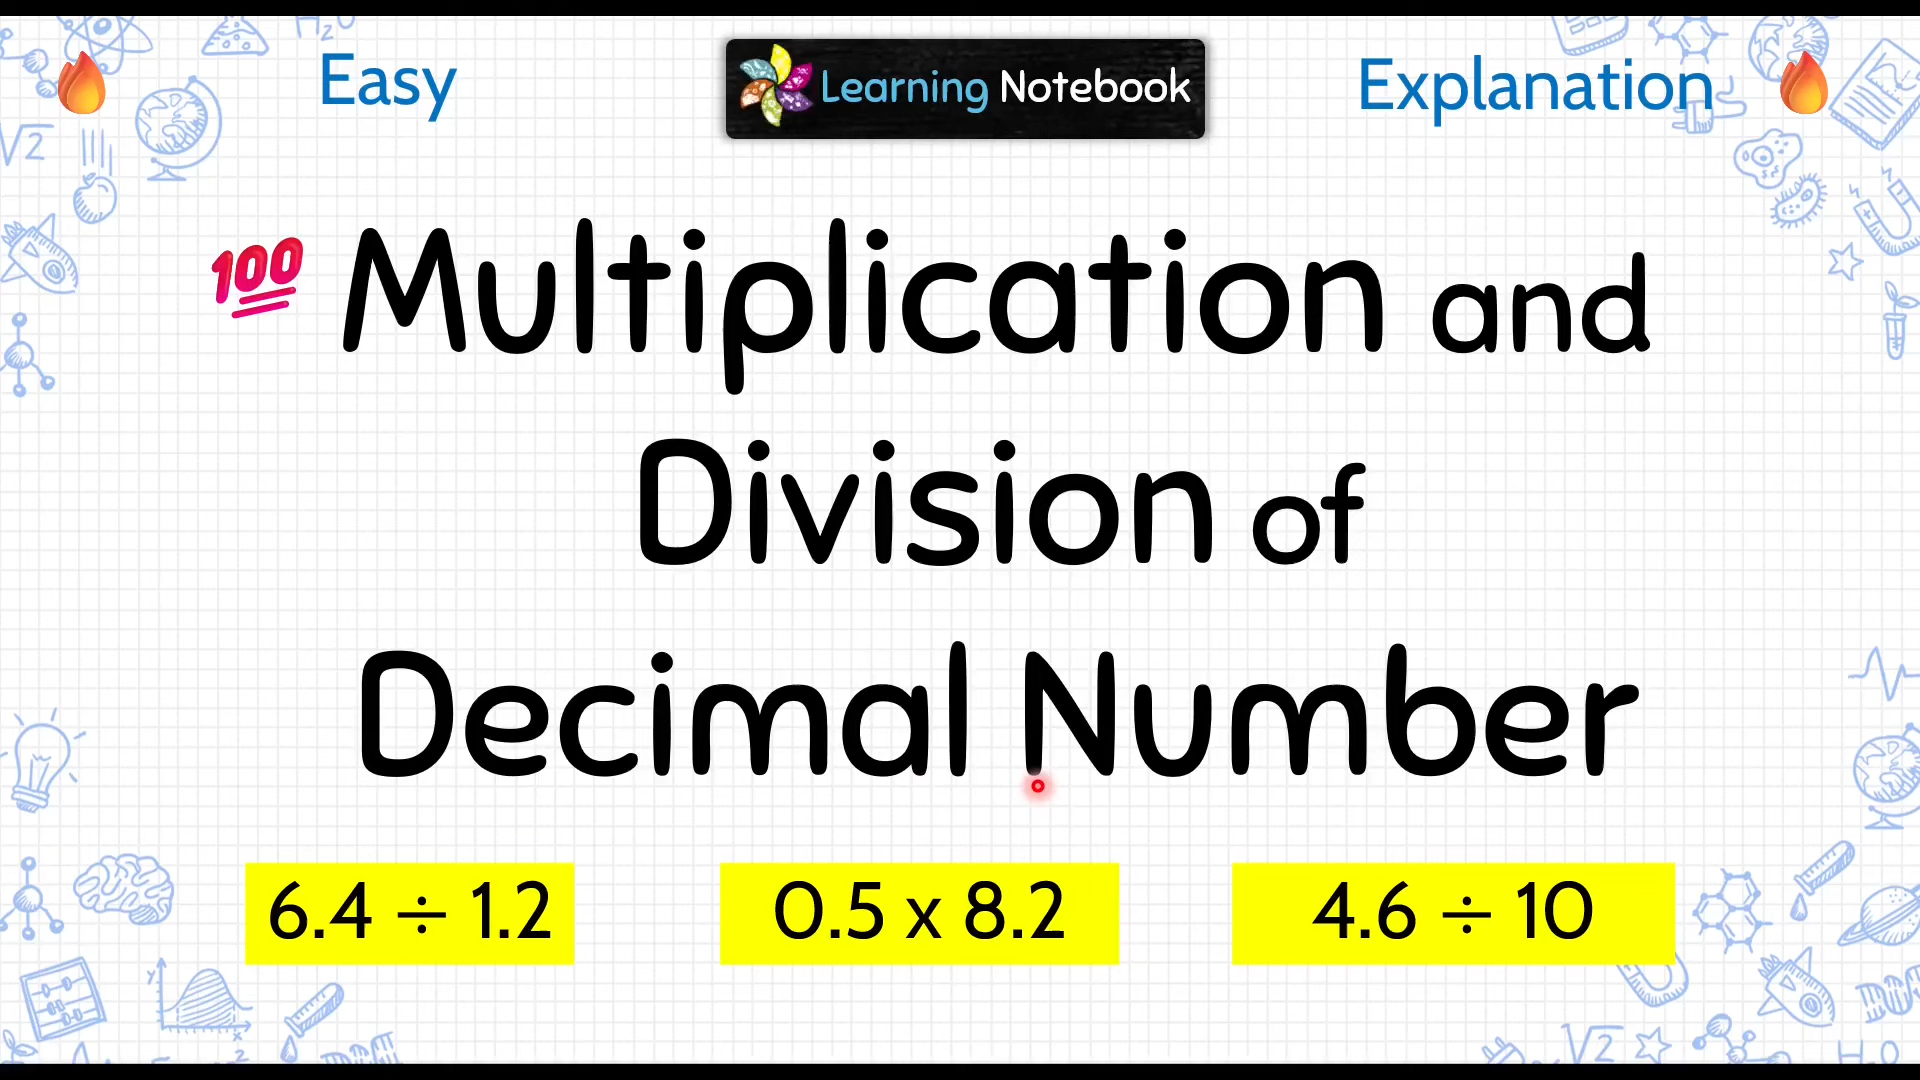 Easy
Learning Notebook
Explanation
💯 Multiplication and
Division of
Decimal Number
6.4 ÷ 1.2
0.5 x 8.2
4.6 ÷ 10